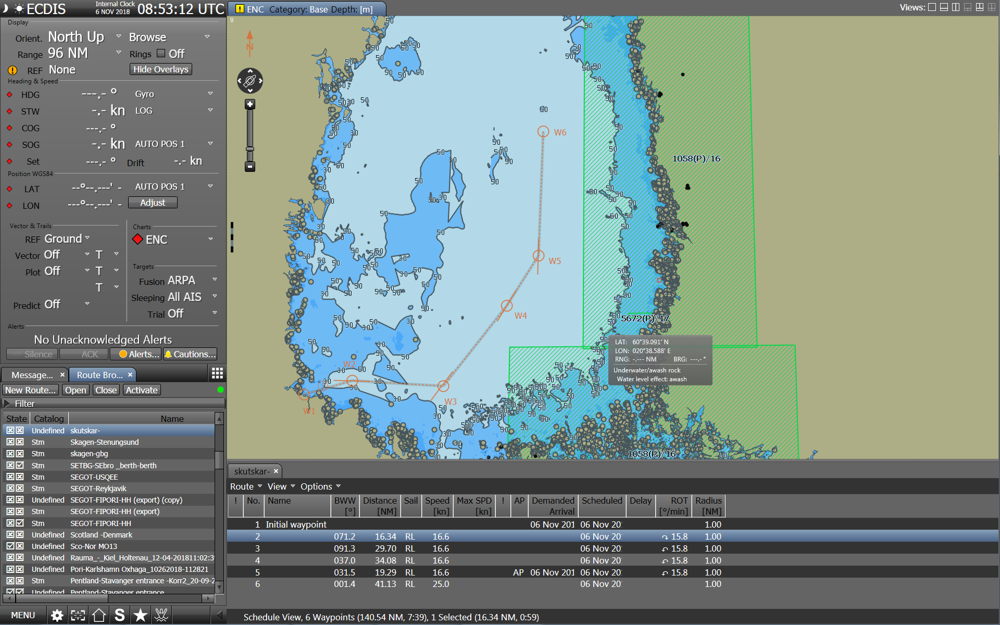 ECDIS
Internal Clock
6 NOV 2018
08:53:12 UTC
Display
Orient. North Up Browse
Range 96 NM Rings Off
REF None Hide Overlays
Heading & Speed
HDG ---.- ° Gyro
STW -.- kn LOG
COG ---.- °
SOG -.- kn AUTO POS 1
Set ---.- ° Drift -.- kn
Position WGS84
LAT --°--.---' - AUTO POS 1
LON ---°--.---' - Adjust
Vector & Trails
REF Ground
Vector Off T
Plot Off T
T
Predict Off
Charts
ENC
Targets
Fusion ARPA
Sleeping All AIS
Trial Off
Alerts
No Unacknowledged Alerts
Silence ACK Alerts... Cautions...
Message... × Route Bro... ×
New Route... Open Close Activate
Filter
State Catalog Name
Undefined skutskar-
Stm Skagen-Stenungsund
Stm skagen-gbg
Stm SETBG-SEbro _berth-berth
Stm SEGOT-USQEE
Stm SEGOT-Reykjavik
Undefined SEGOT-FIPORI-HH (export) (copy)
Stm SEGOT-FIPORI-HH (export)
Stm SEGOT-FIPORI-HH
Undefined Scotland -Denmark
Undefined Sco-Nor MO13
Undefined Rauma_-_Kiel_Holtenau_12-04-201811:02:3
Undefined Pori-Karlshamn Oxhaga_10262018-112821
Stm Pentland-Stavanger entrance -Korr2_20-09-2
Undefined Pentland-Stavanger entrance
MENU S
ENC Category: Base Depth: [m]
Views:
N
W6
1058(P)/16
W5
W4
5672(P)/17
LAT: 60°39.091' N
LON: 020°38.588' E
RNG: -.--- NM BRG: ---.- °
Underwater/awash rock
Water level effect: awash
W2
W3
W1
1058(P)/16
skutskar- ×
Route View Options
! No. Name BWW [°] Distance [NM] Sail Speed [kn] Max SPD [kn] ! AP Demanded Arrival Scheduled Delay ROT [°/min] Radius [NM]
1 Initial waypoint 06 Nov 201 06 Nov 20 1.00
2 071.2 16.34 RL 16.6 06 Nov 20 15.8 1.00
3 091.3 29.70 RL 16.6 06 Nov 20 15.8 1.00
4 037.0 34.08 RL 16.6 06 Nov 20 15.8 1.00
5 031.5 19.29 RL 16.6 AP 06 Nov 201 06 Nov 20 15.8 1.00
6 001.4 41.13 RL 25.0 06 Nov 20 1.00
Schedule View, 6 Waypoints (140.54 NM, 7:39), 1 Selected (16.34 NM, 0:59)